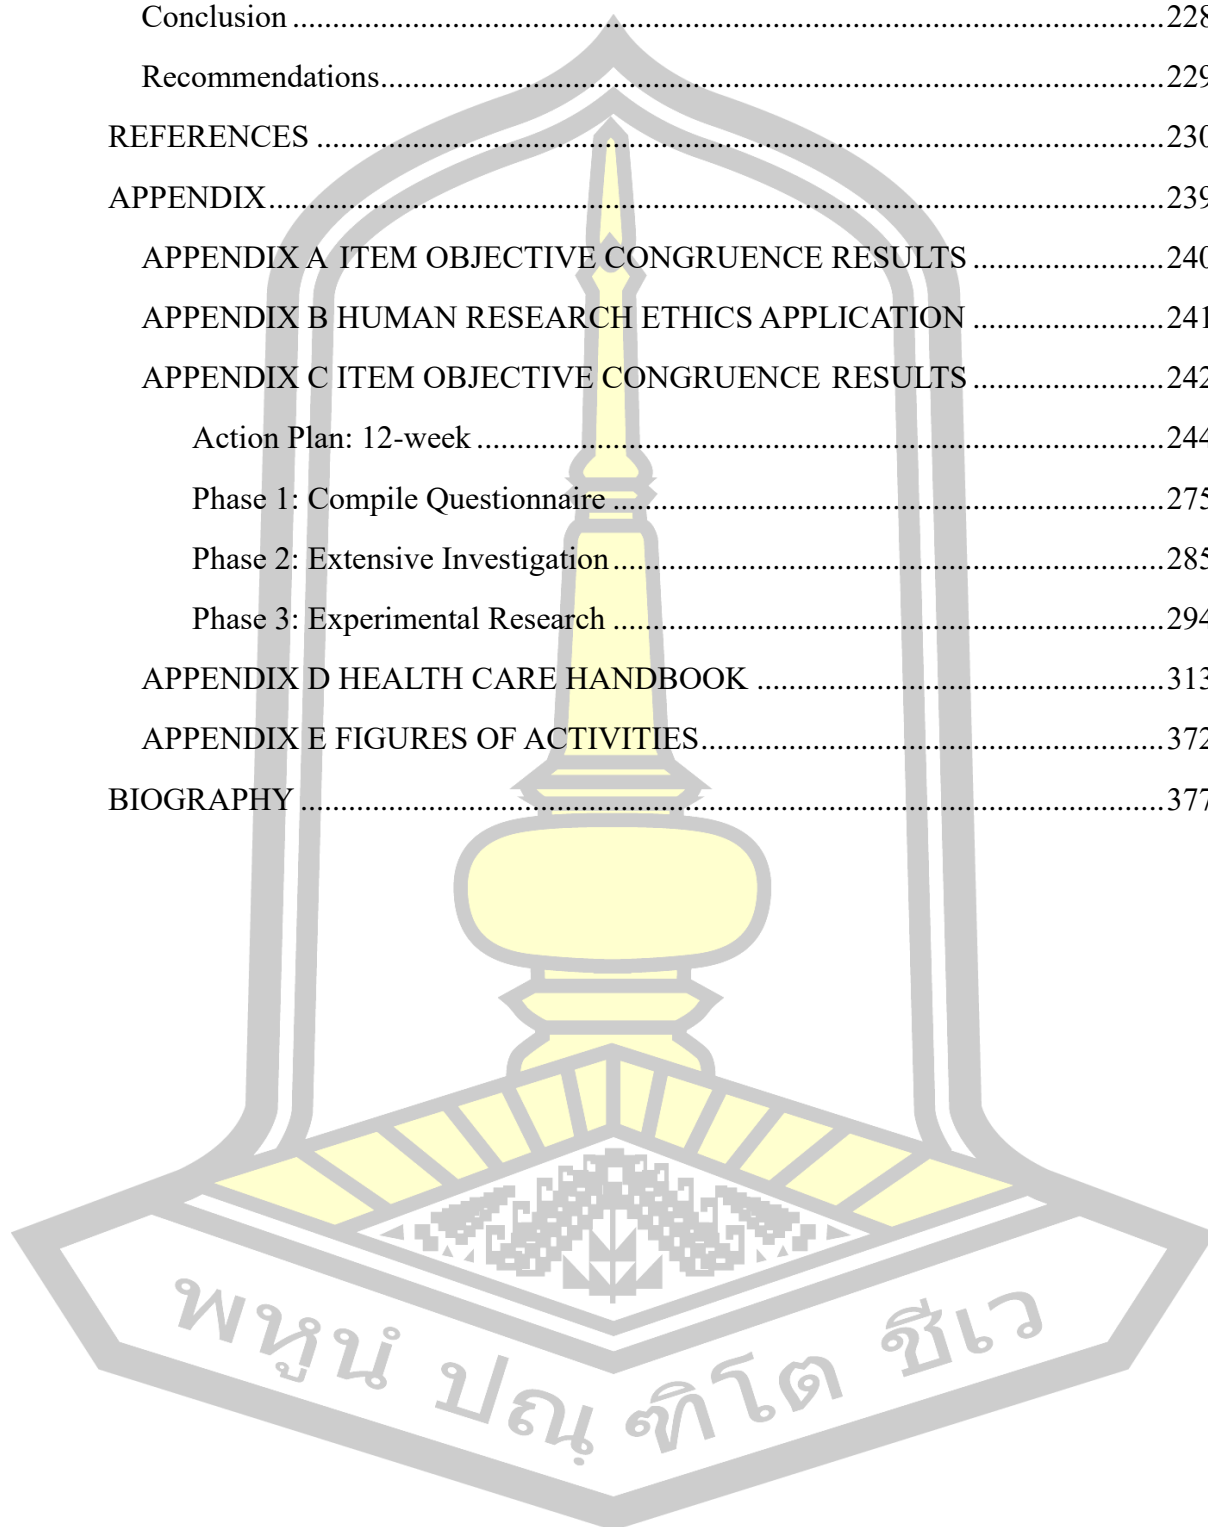 Conclusion ........................................................................................................228
Recommendations.............................................................................................229
REFERENCES .....................................................................................................230
APPENDIX...........................................................................................................239
APPENDIX A ITEM OBJECTIVE CONGRUENCE RESULTS .......................240
APPENDIX B HUMAN RESEARCH ETHICS APPLICATION ........................241
APPENDIX C ITEM OBJECTIVE CONGRUENCE RESULTS .......................242
Action Plan: 12-week ....................................................................................244
Phase 1: Compile Questionnaire ....................................................................275
Phase 2: Extensive Investigation ....................................................................285
Phase 3: Experimental Research ....................................................................294
APPENDIX D HEALTH CARE HANDBOOK .................................................313
APPENDIX E FIGURES OF ACTIVITIES........................................................372
BIOGRAPHY .......................................................................................................377
พหูนํ ปณฺฑิโต ชีเว